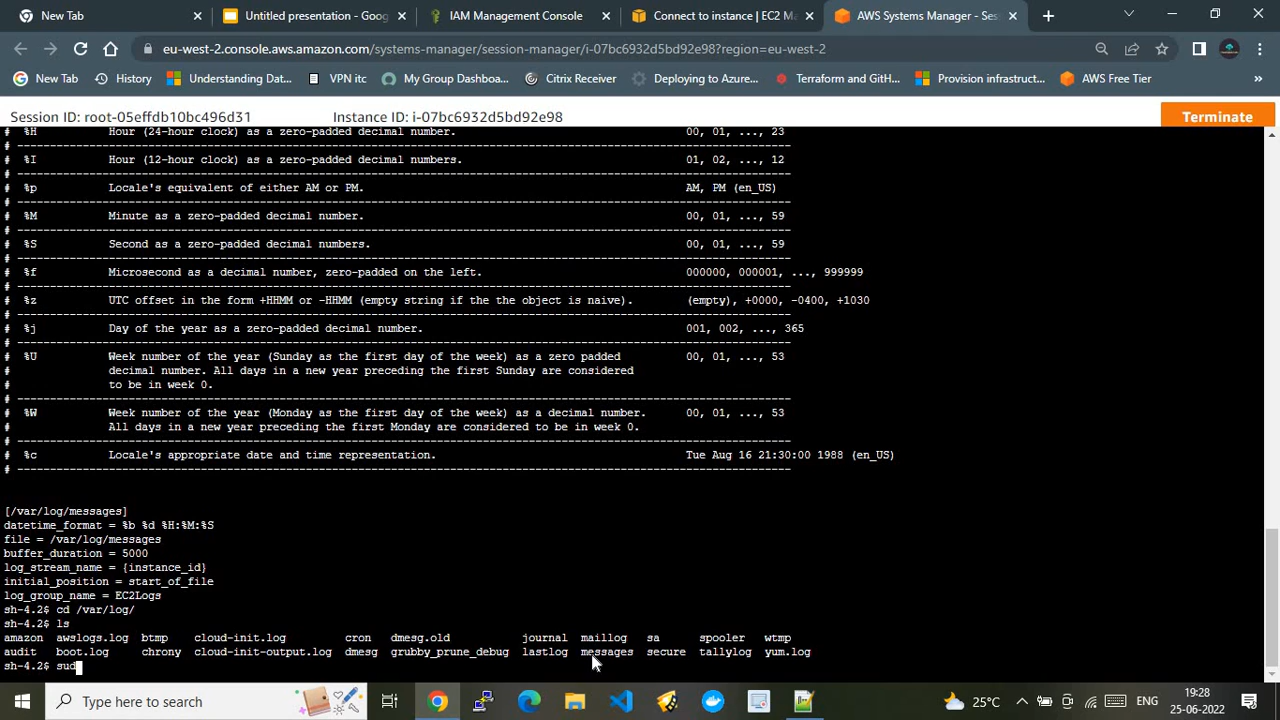 New Tab
Untitled presentation - Goog
IAM Management Console
Connect to instance | EC2 Ma
AWS Systems Manager - Ses
eu-west-2.console.aws.amazon.com/systems-manager/session-manager/i-07bc6932d5bd92e98?region=eu-west-2
New Tab
History
Understanding Dat...
VPN itc
My Group Dashboa...
Citrix Receiver
Deploying to Azure...
Terraform and GitH...
Provision infrastruct...
AWS Free Tier
»
Session ID: root-05effdb10bc496d31 Instance ID: i-07bc6932d5bd92e98
Terminate
# %H Hour (24-hour clock) as a zero-padded decimal number. 00, 01, ..., 23
# --------------------------------------------------------------------------------
# %I Hour (12-hour clock) as a zero-padded decimal numbers. 01, 02, ..., 12
# --------------------------------------------------------------------------------
# %p Locale's equivalent of either AM or PM. AM, PM (en_US)
# --------------------------------------------------------------------------------
# %M Minute as a zero-padded decimal number. 00, 01, ..., 59
# --------------------------------------------------------------------------------
# %S Second as a zero-padded decimal numbers. 00, 01, ..., 59
# --------------------------------------------------------------------------------
# %f Microsecond as a decimal number, zero-padded on the left. 000000, 000001, ..., 999999
# --------------------------------------------------------------------------------
# %z UTC offset in the form +HHMM or -HHMM (empty string if the the object is naive). (empty), +0000, -0400, +1030
# --------------------------------------------------------------------------------
# %j Day of the year as a zero-padded decimal number. 001, 002, ..., 365
# --------------------------------------------------------------------------------
# %U Week number of the year (Sunday as the first day of the week) as a zero padded 00, 01, ..., 53
# decimal number. All days in a new year preceding the first Sunday are considered
# to be in week 0.
# --------------------------------------------------------------------------------
# %W Week number of the year (Monday as the first day of the week) as a decimal number. 00, 01, ..., 53
# All days in a new year preceding the first Monday are considered to be in week 0.
# --------------------------------------------------------------------------------
# %c Locale's appropriate date and time representation. Tue Aug 16 21:30:00 1988 (en_US)
# --------------------------------------------------------------------------------
[/var/log/messages]
datetime_format = %b %d %H:%M:%S
file = /var/log/messages
buffer_duration = 5000
log_stream_name = {instance_id}
initial_position = start_of_file
log_group_name = EC2Logs
sh-4.2$ cd /var/log/
sh-4.2$ ls
amazon awslogs.log btmp cloud-init.log cron dmesg.old journal maillog sa spooler wtmp
audit boot.log chrony cloud-init-output.log dmesg grubby_prune_debug lastlog messages secure tallylog yum.log
sh-4.2$ sud
Type here to search
25°C
ENG
19:28
25-06-2022